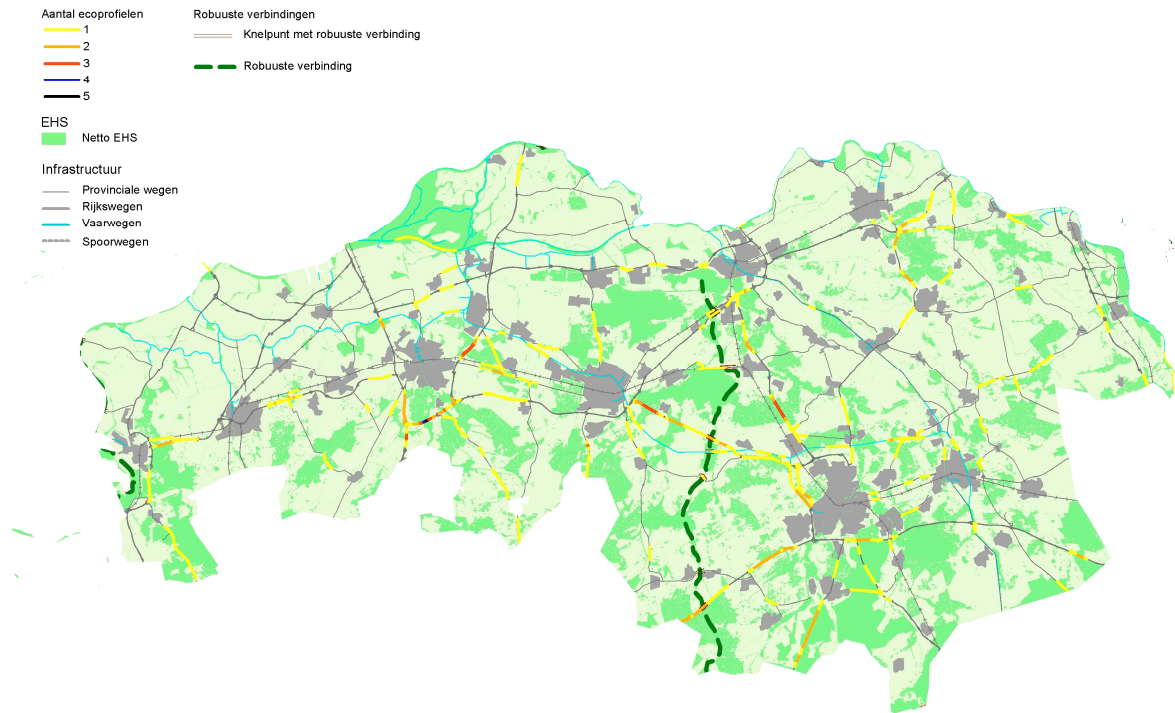 Aantal ecoprofielen
1
2
3
4
5
Robuuste verbindingen
Knelpunt met robuuste verbinding
Robuuste verbinding
EHS
Netto EHS
Infrastructuur
Provinciale wegen
Rijkswegen
Vaarwegen
Spoorwegen